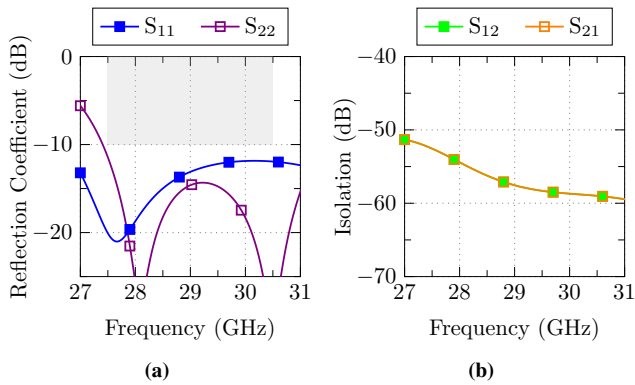 S11 S22
S12 S21
Reflection Coefficient (dB)
0
−10
−20
27 28 29 30 31
Frequency (GHz)
(a)
Isolation (dB)
−40
−50
−60
−70
27 28 29 30 31
Frequency (GHz)
(b)